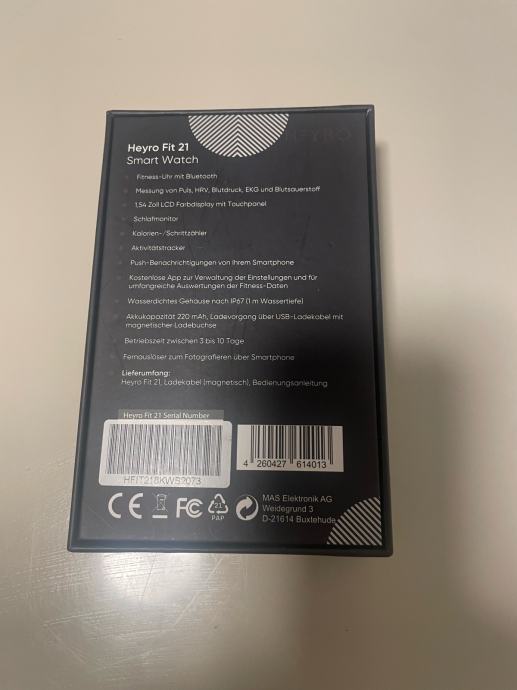 HEYRO
Heyro Fit 21
Smart Watch
Fitness-Uhr mit Bluetooth
Messung von Puls, HRV, Blutdruck, EKG und Blutsauerstoff
1,54 Zoll LCD Farbdisplay mit Touchpanel
Schlafmonitor
Kalorien-/Schrittzähler
Aktivitätstracker
Push-Benachrichtigungen von Ihrem Smartphone
Kostenlose App zur Verwaltung der Einstellungen und für
umfangreiche Auswertungen der Fitness-Daten
Wasserdichtes Gehäuse nach IP67 (1 m Wassertiefe)
Akkukapazität 220 mAh, Ladevorgang über USB-Ladekabel mit
magnetischer Ladebuchse
Betriebszeit zwischen 3 bis 10 Tage
Fernauslöser zum Fotografieren über Smartphone
Lieferumfang:
Heyro Fit 21, Ladekabel (magnetisch), Bedienungsanleitung
Heyro Fit 21 Serial Number
HFIT218KWS2073
4 260427 614013
CE FC 21
PAP
MAS Elektronik AG
Weidegrund 3
D-21614 Buxtehude